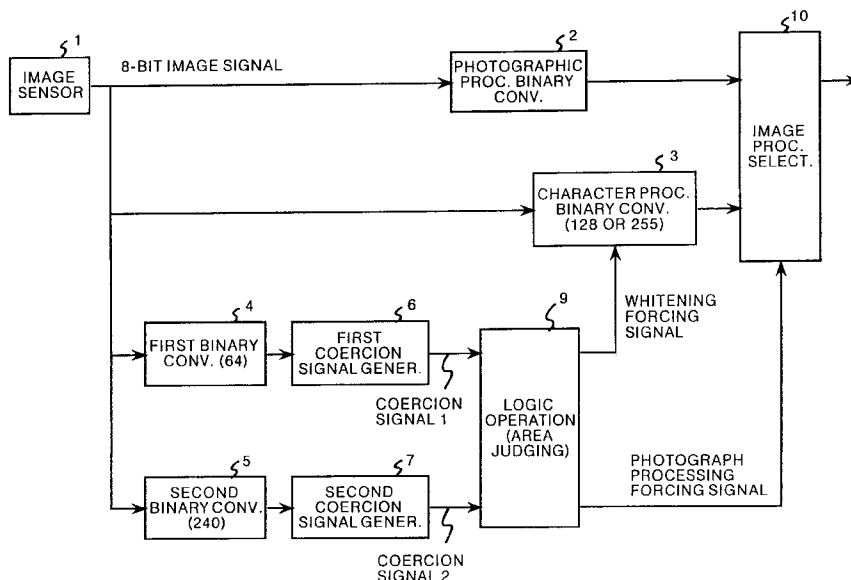 1
IMAGE
SENSOR
8-BIT IMAGE SIGNAL
2
PHOTOGRAPHIC
PROC. BINARY
CONV.
10
IMAGE
PROC.
SELECT.
3
CHARACTER PROC.
BINARY CONV.
(128 OR 255)
WHITENING
FORCING
SIGNAL
4
FIRST BINARY
CONV. (64)
6
FIRST
COERCION
SIGNAL GENER.
COERCION
SIGNAL 1
9
LOGIC
OPERATION
(AREA
JUDGING)
5
SECOND
BINARY CONV.
(240)
7
SECOND
COERCION
SIGNAL GENER.
COERCION
SIGNAL 2
PHOTOGRAPH
PROCESSING
FORCING SIGNAL